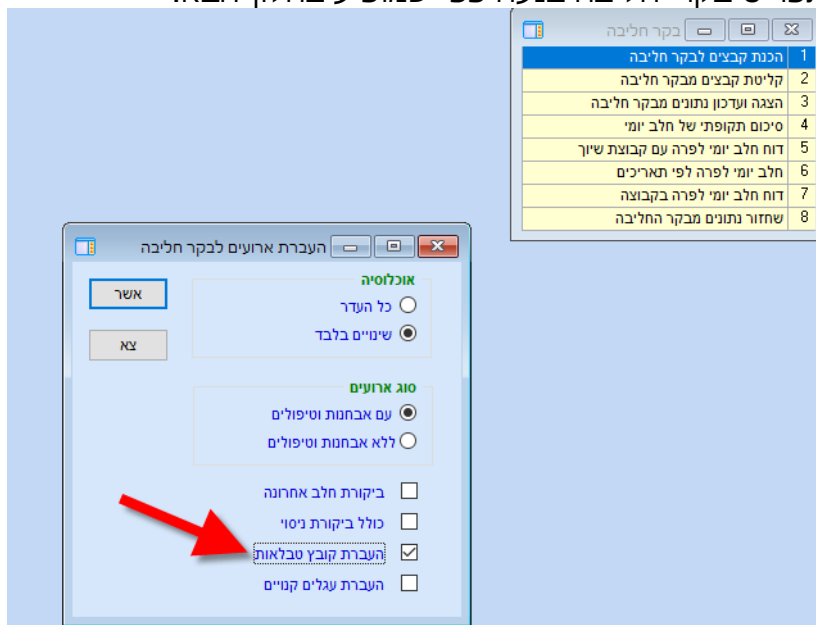 בקר חליבה
1 הכנת קבצים לבקר חליבה
2 קליטת קבצים מבקר חליבה
3 הצגה ועדכון נתונים מבקר חליבה
4 סיכום תקופתי של חלב יומי
5 דוח חלב יומי לפרה עם קבוצת שיוך
6 חלב יומי לפרה לפי תאריכים
7 דוח חלב יומי לפרה בקבוצה
8 שחזור נתונים מבקר החליבה
העברת ארועים לבקר חליבה
אוכלוסיה
כל העדר
שינויים בלבד
אשר
צא
סוג ארועים
עם אבחנות וטיפולים
ללא אבחנות וטיפולים
ביקורת חלב אחרונה
כולל ביקורת ניסוי
העברת קובץ טבלאות
העברת עגלים קנויים